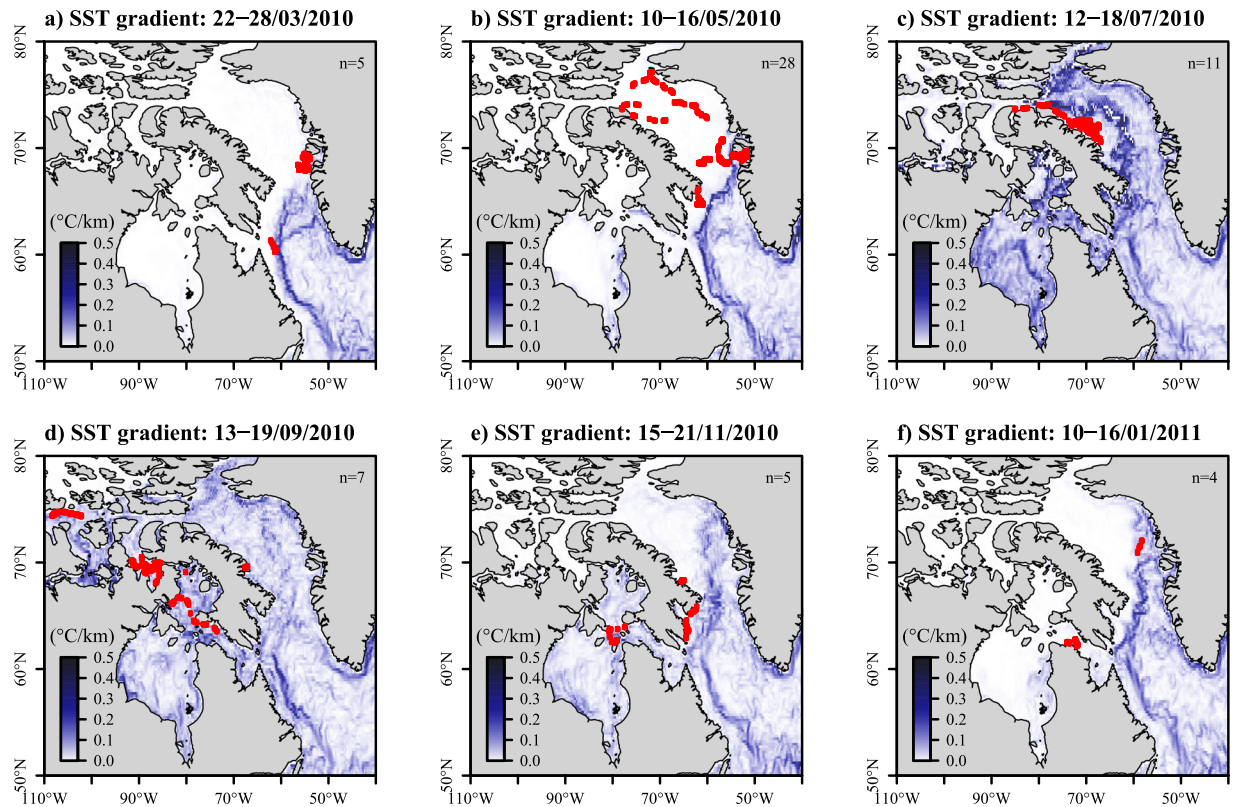 a) SST gradient: 22−28/03/2010
80°N
70°N
60°N
50°N
n=5
(°C/km)
0.5
0.4
0.3
0.2
0.1
0.0
110°W 90°W 70°W 50°W
b) SST gradient: 10−16/05/2010
80°N
70°N
60°N
50°N
n=28
(°C/km)
0.5
0.4
0.3
0.2
0.1
0.0
110°W 90°W 70°W 50°W
c) SST gradient: 12−18/07/2010
80°N
70°N
60°N
50°N
n=11
(°C/km)
0.5
0.4
0.3
0.2
0.1
0.0
110°W 90°W 70°W 50°W
d) SST gradient: 13−19/09/2010
80°N
70°N
60°N
50°N
n=7
(°C/km)
0.5
0.4
0.3
0.2
0.1
0.0
110°W 90°W 70°W 50°W
e) SST gradient: 15−21/11/2010
80°N
70°N
60°N
50°N
n=5
(°C/km)
0.5
0.4
0.3
0.2
0.1
0.0
110°W 90°W 70°W 50°W
f) SST gradient: 10−16/01/2011
80°N
70°N
60°N
50°N
n=4
(°C/km)
0.5
0.4
0.3
0.2
0.1
0.0
110°W 90°W 70°W 50°W